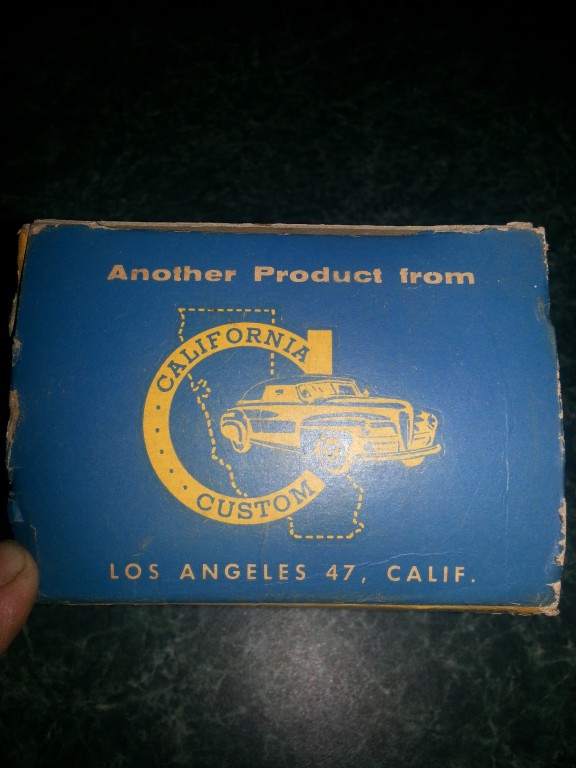 Another Product from
CALIFORNIA
CUSTOM
LOS ANGELES 47, CALIF.